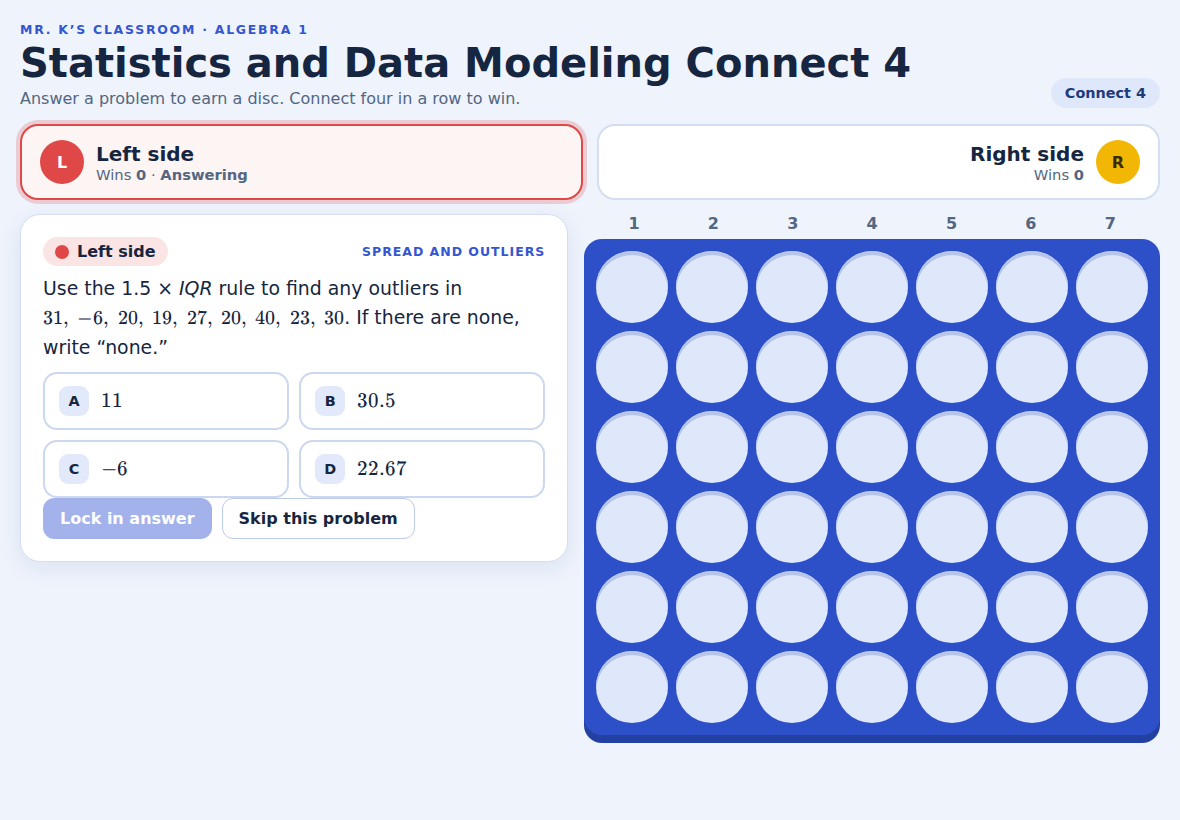 MR. K’S CLASSROOM · ALGEBRA 1
Statistics and Data Modeling Connect 4
Answer a problem to earn a disc. Connect four in a row to win.
Connect 4
L
Left side
Wins 0 · Answering
Right side
Wins 0
R
Left side
SPREAD AND OUTLIERS
Use the 1.5 × IQR rule to find any outliers in
31, −6, 20, 19, 27, 20, 40, 23, 30. If there are none,
write “none.”
A 11
B 30.5
C −6
D 22.67
Lock in answer
Skip this problem
1 2 3 4 5 6 7